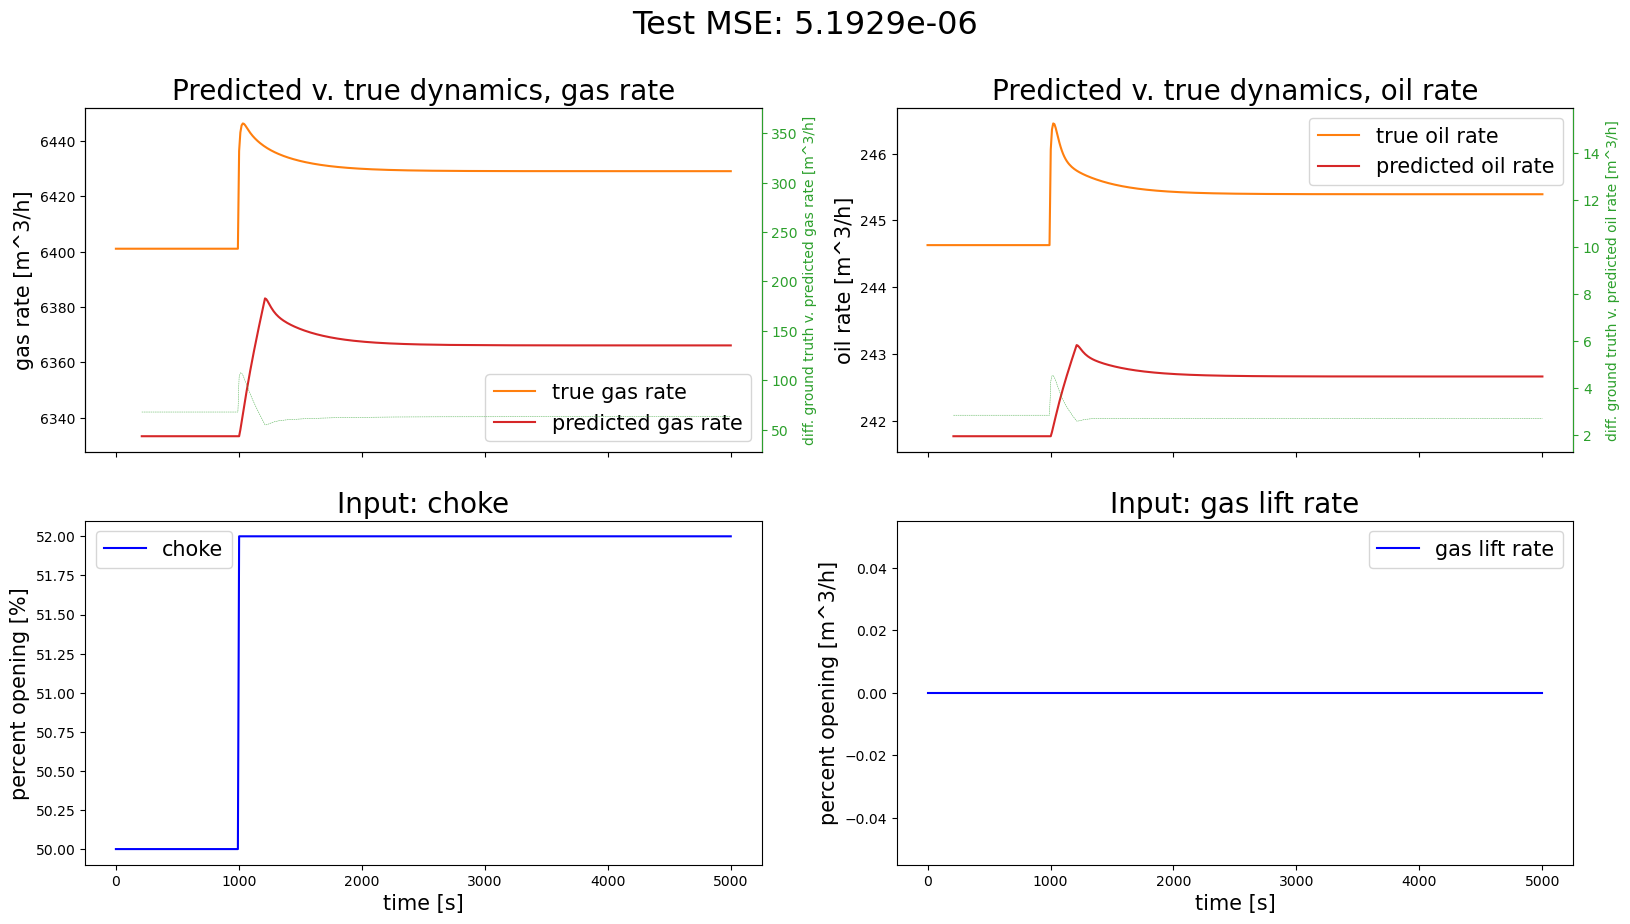 Test MSE: 5.1929e-06
Predicted v. true dynamics, gas rate
gas rate [m^3/h]
6440
6420
6400
6380
6360
6340
350
300
250
200
150
100
50
diff. ground truth v. predicted gas rate [m^3/h]
true gas rate
predicted gas rate
Predicted v. true dynamics, oil rate
oil rate [m^3/h]
246
245
244
243
242
14
12
10
8
6
4
2
diff. ground truth v. predicted oil rate [m^3/h]
true oil rate
predicted oil rate
Input: choke
percent opening [%]
52.00
51.75
51.50
51.25
51.00
50.75
50.50
50.25
50.00
choke
0 1000 2000 3000 4000 5000
time [s]
Input: gas lift rate
percent opening [m^3/h]
0.04
0.02
0.00
−0.02
−0.04
gas lift rate
0 1000 2000 3000 4000 5000
time [s]